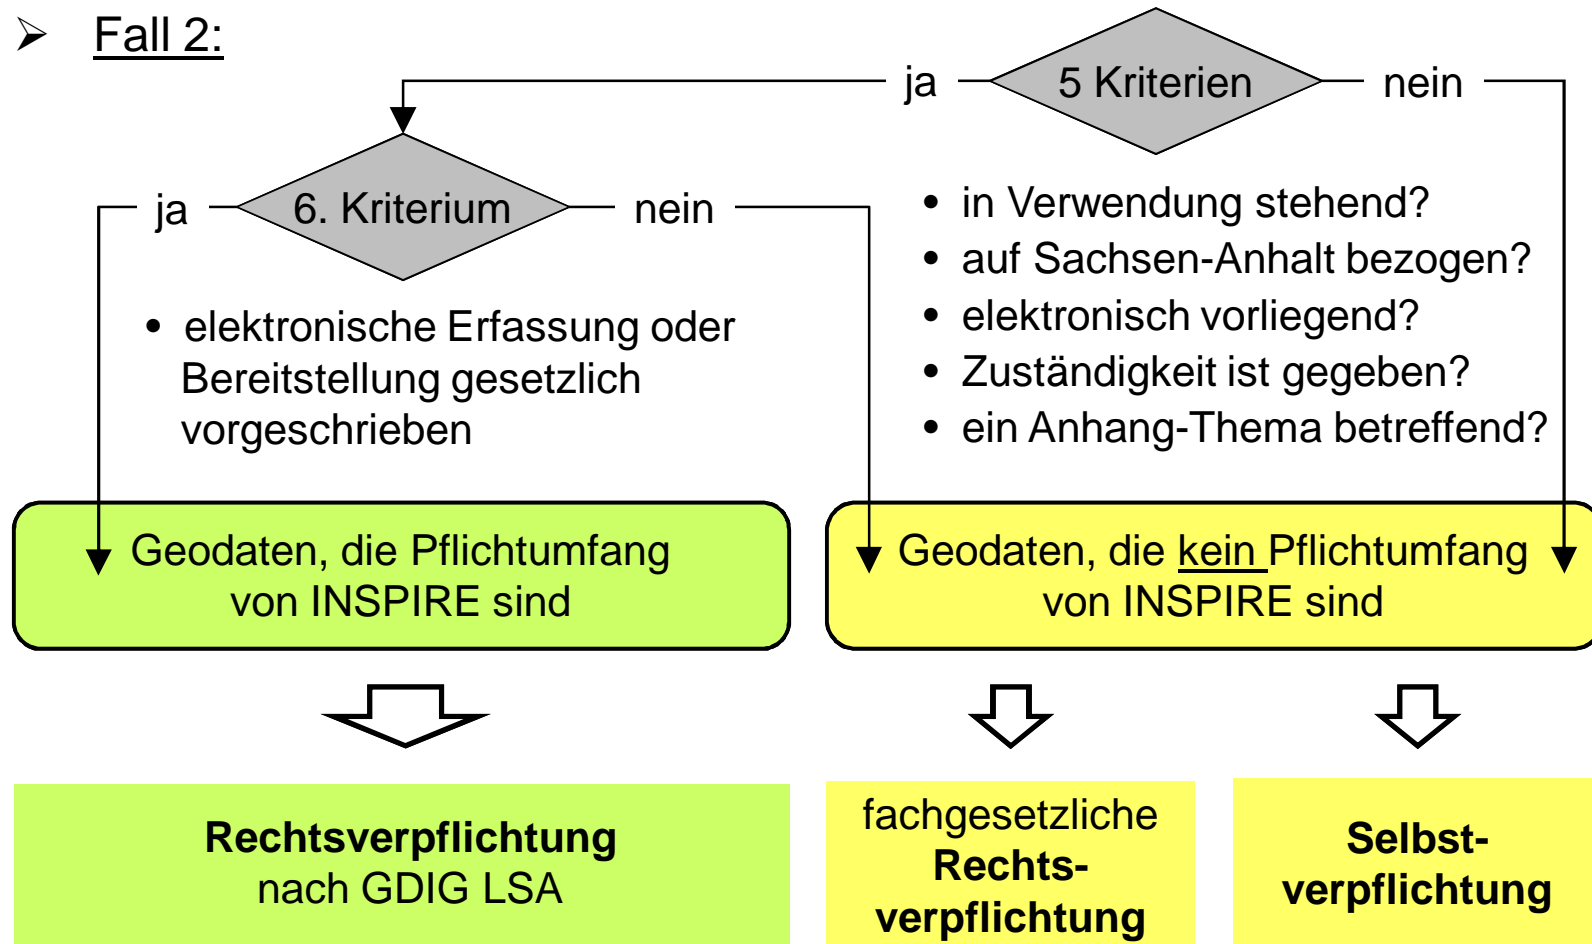 ➢ Fall 2:
ja
5 Kriterien
nein
ja
6. Kriterium
nein
• in Verwendung stehend?
• auf Sachsen-Anhalt bezogen?
• elektronisch vorliegend?
• Zuständigkeit ist gegeben?
• ein Anhang-Thema betreffend?
• elektronische Erfassung oder
Bereitstellung gesetzlich
vorgeschrieben
Geodaten, die Pflichtumfang
von INSPIRE sind
Geodaten, die kein Pflichtumfang
von INSPIRE sind
Rechtsverpflichtung
nach GDIG LSA
fachgesetzliche
Rechts-
verpflichtung
Selbst-
verpflichtung